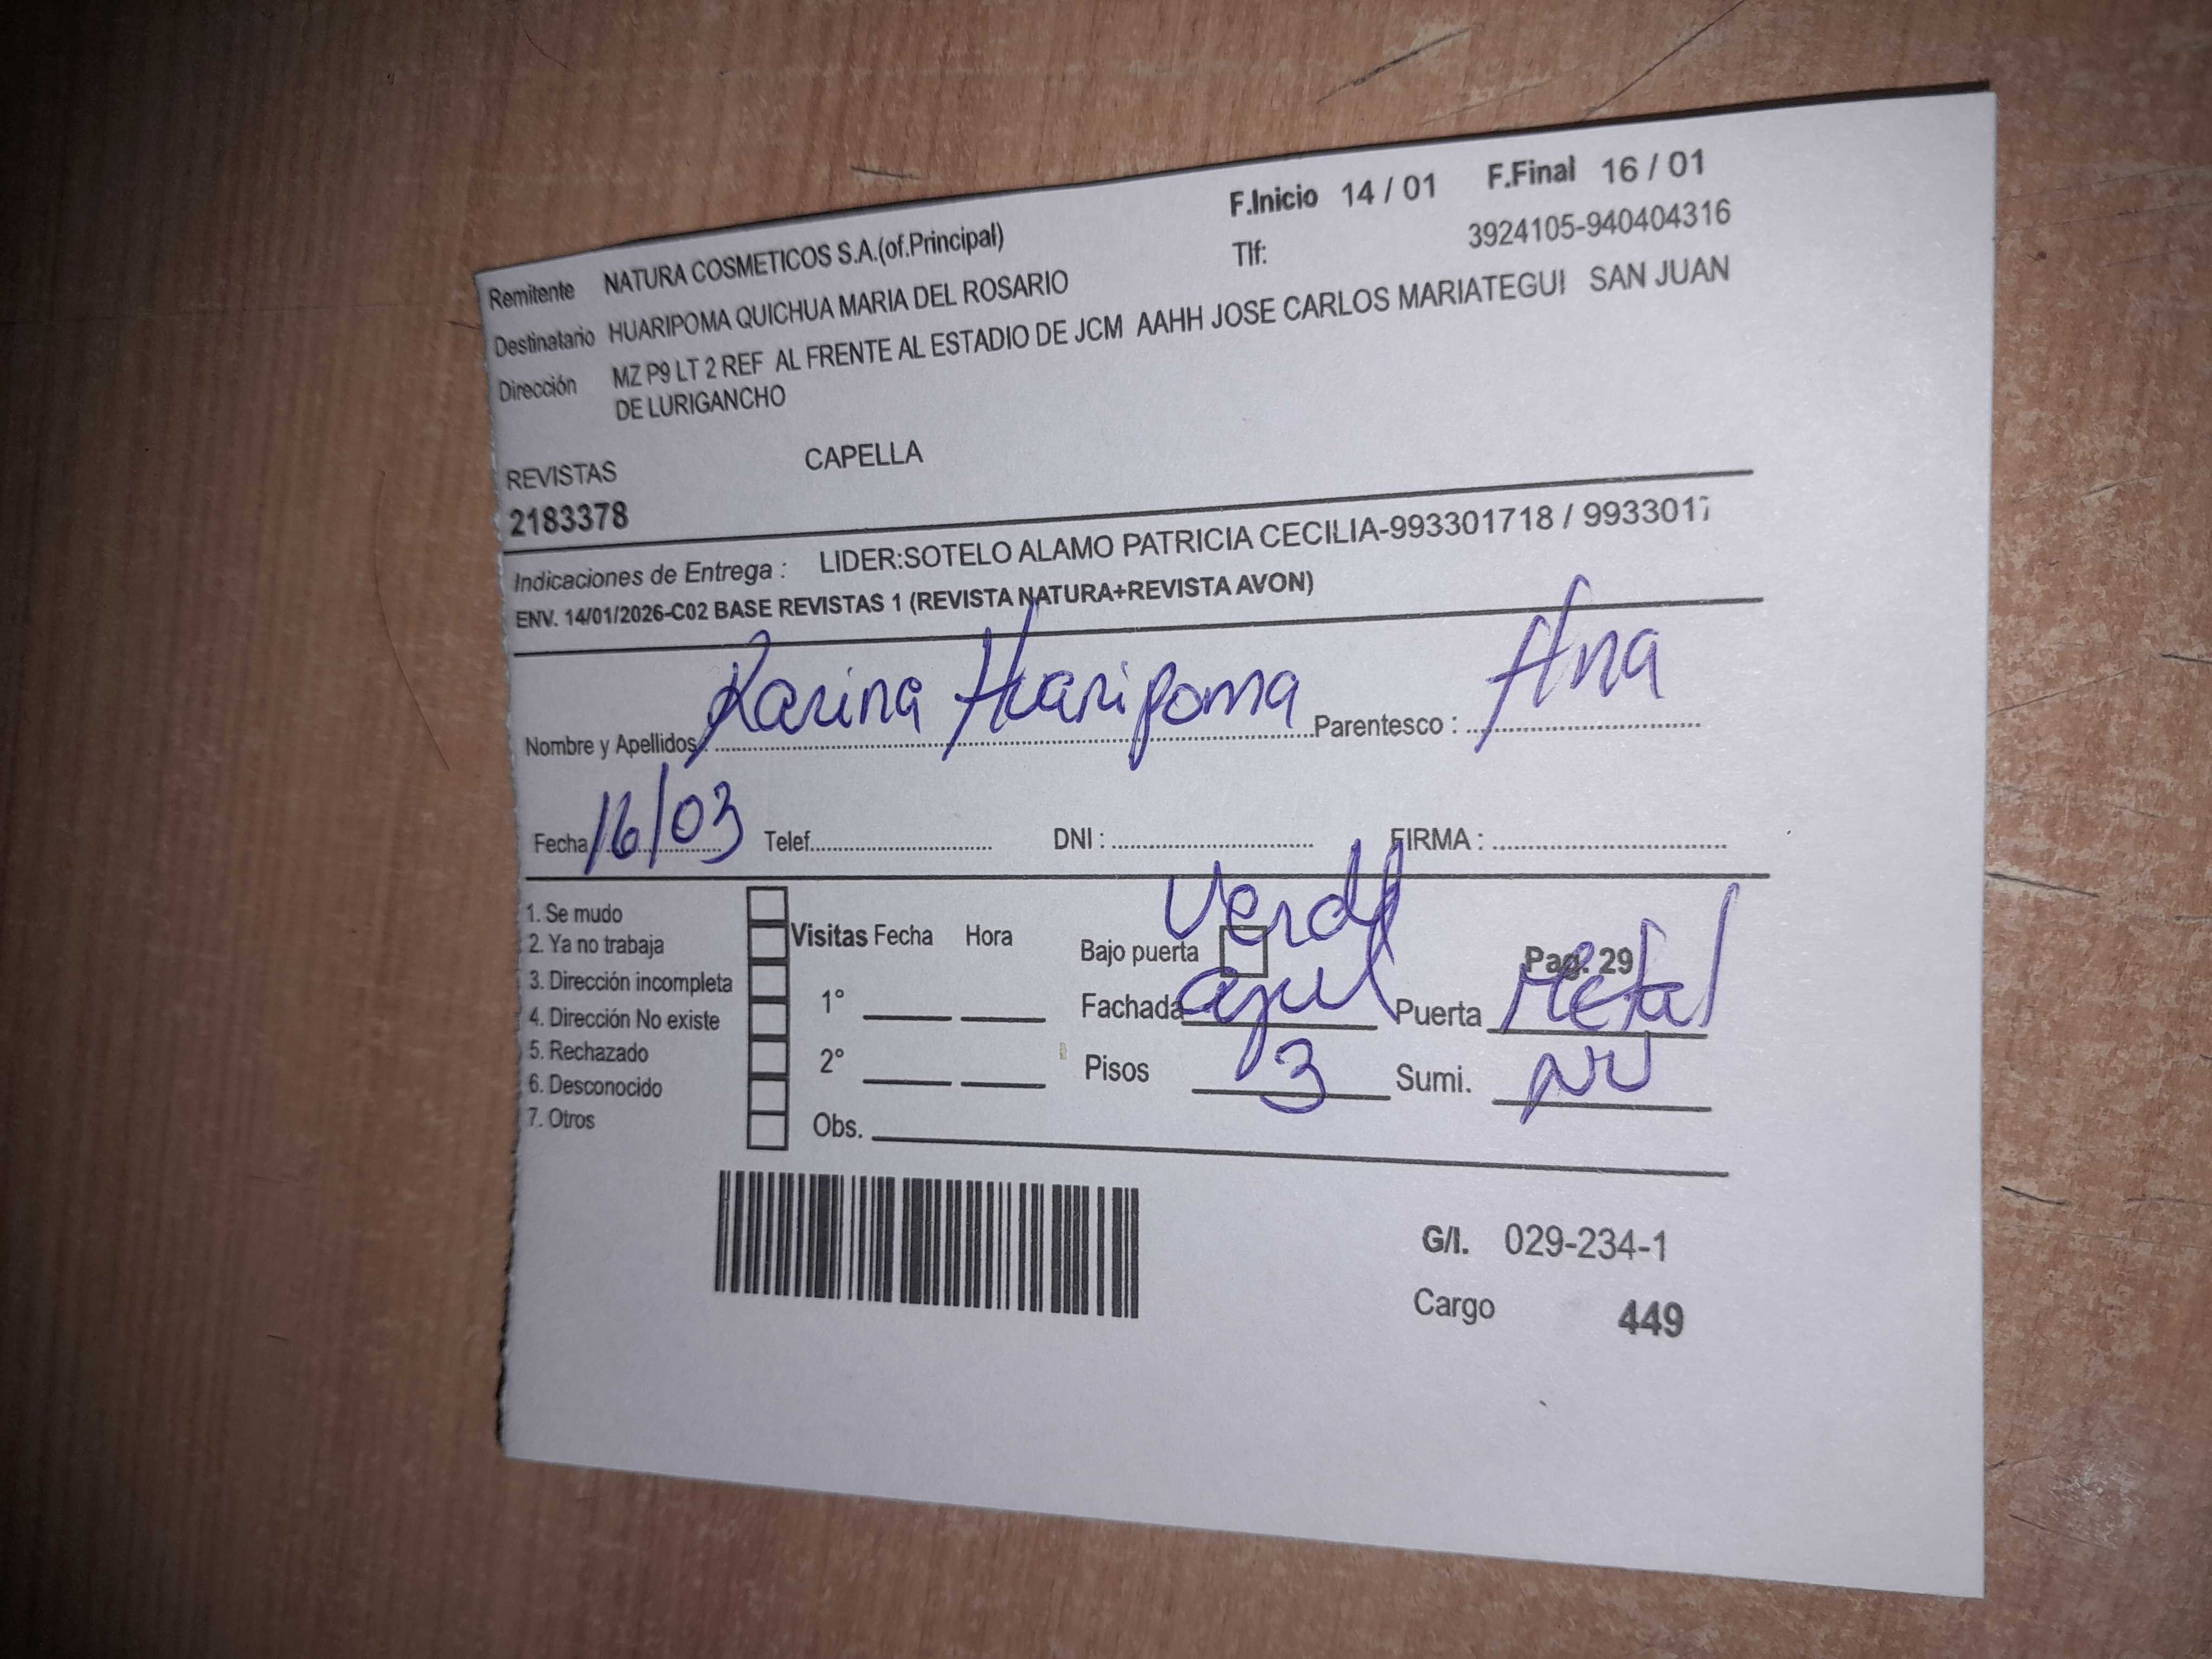 F.Inicio 14 / 01 F.Final 16 / 01
Remitente NATURA COSMETICOS S.A.(of.Principal) Tlf: 3924105-940404316
Destinatario HUARIPOMA QUICHUA MARIA DEL ROSARIO
Dirección MZ P9 LT 2 REF AL FRENTE AL ESTADIO DE JCM AAHH JOSE CARLOS MARIATEGUI SAN JUAN
DE LURIGANCHO
REVISTAS CAPELLA
2183378
Indicaciones de Entrega : LIDER:SOTELO ALAMO PATRICIA CECILIA-993301718 / 993301
ENV. 14/01/2026-C02 BASE REVISTAS 1 (REVISTA NATURA+REVISTA AVON)
Nombre y Apellidos: Karina Huaripoma Parentesco : Hna
Fecha 16/03 Telef. DNI : FIRMA :
1. Se mudo
2. Ya no trabaja
3. Dirección incompleta
4. Dirección No existe
5. Rechazado
6. Desconocido
7. Otros
Visitas Fecha Hora
1°
2°
Obs.
Verde
Bajo puerta Pag. 29
Fachada azul Puerta Metal
Pisos 3 Sumi.
G/I. 029-234-1
Cargo 449